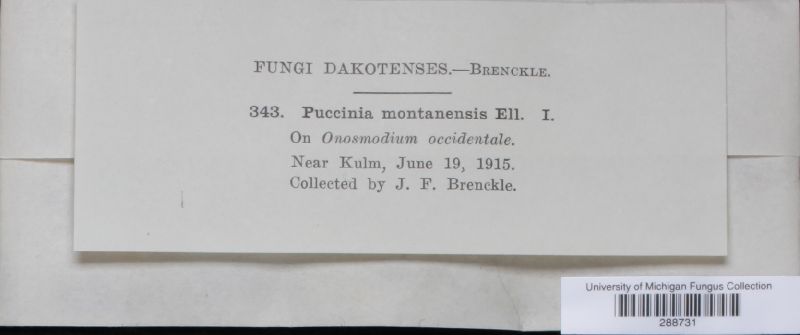 FUNGI DAKOTENSES.—BRENCKLE.
343. Puccinia montanensis Ell. I.
On Onosmodium occidentale.
Near Kulm, June 19, 1915.
Collected by J. F. Brenckle.
University of Michigan Fungus Collection
288731